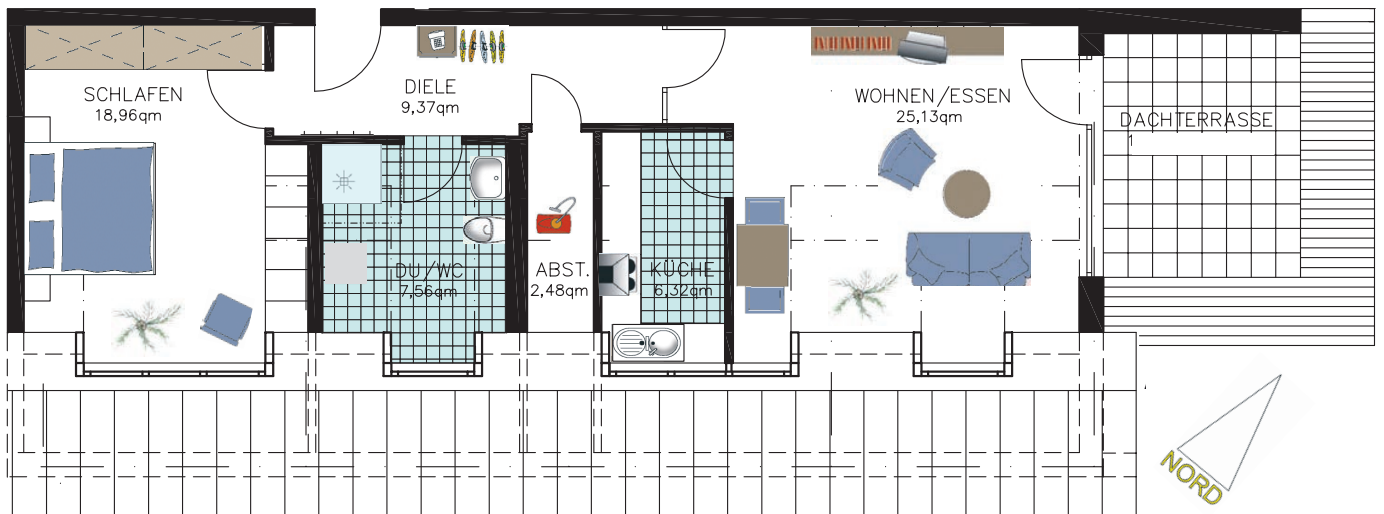 SCHLAFEN
18,96qm
DIELE
9,37qm
WOHNEN/ESSEN
25,13qm
DACHTERRASSE
1
DU/WC
7,56qm
ABST.
2,48qm
KÜCHE
6,32qm
NORD